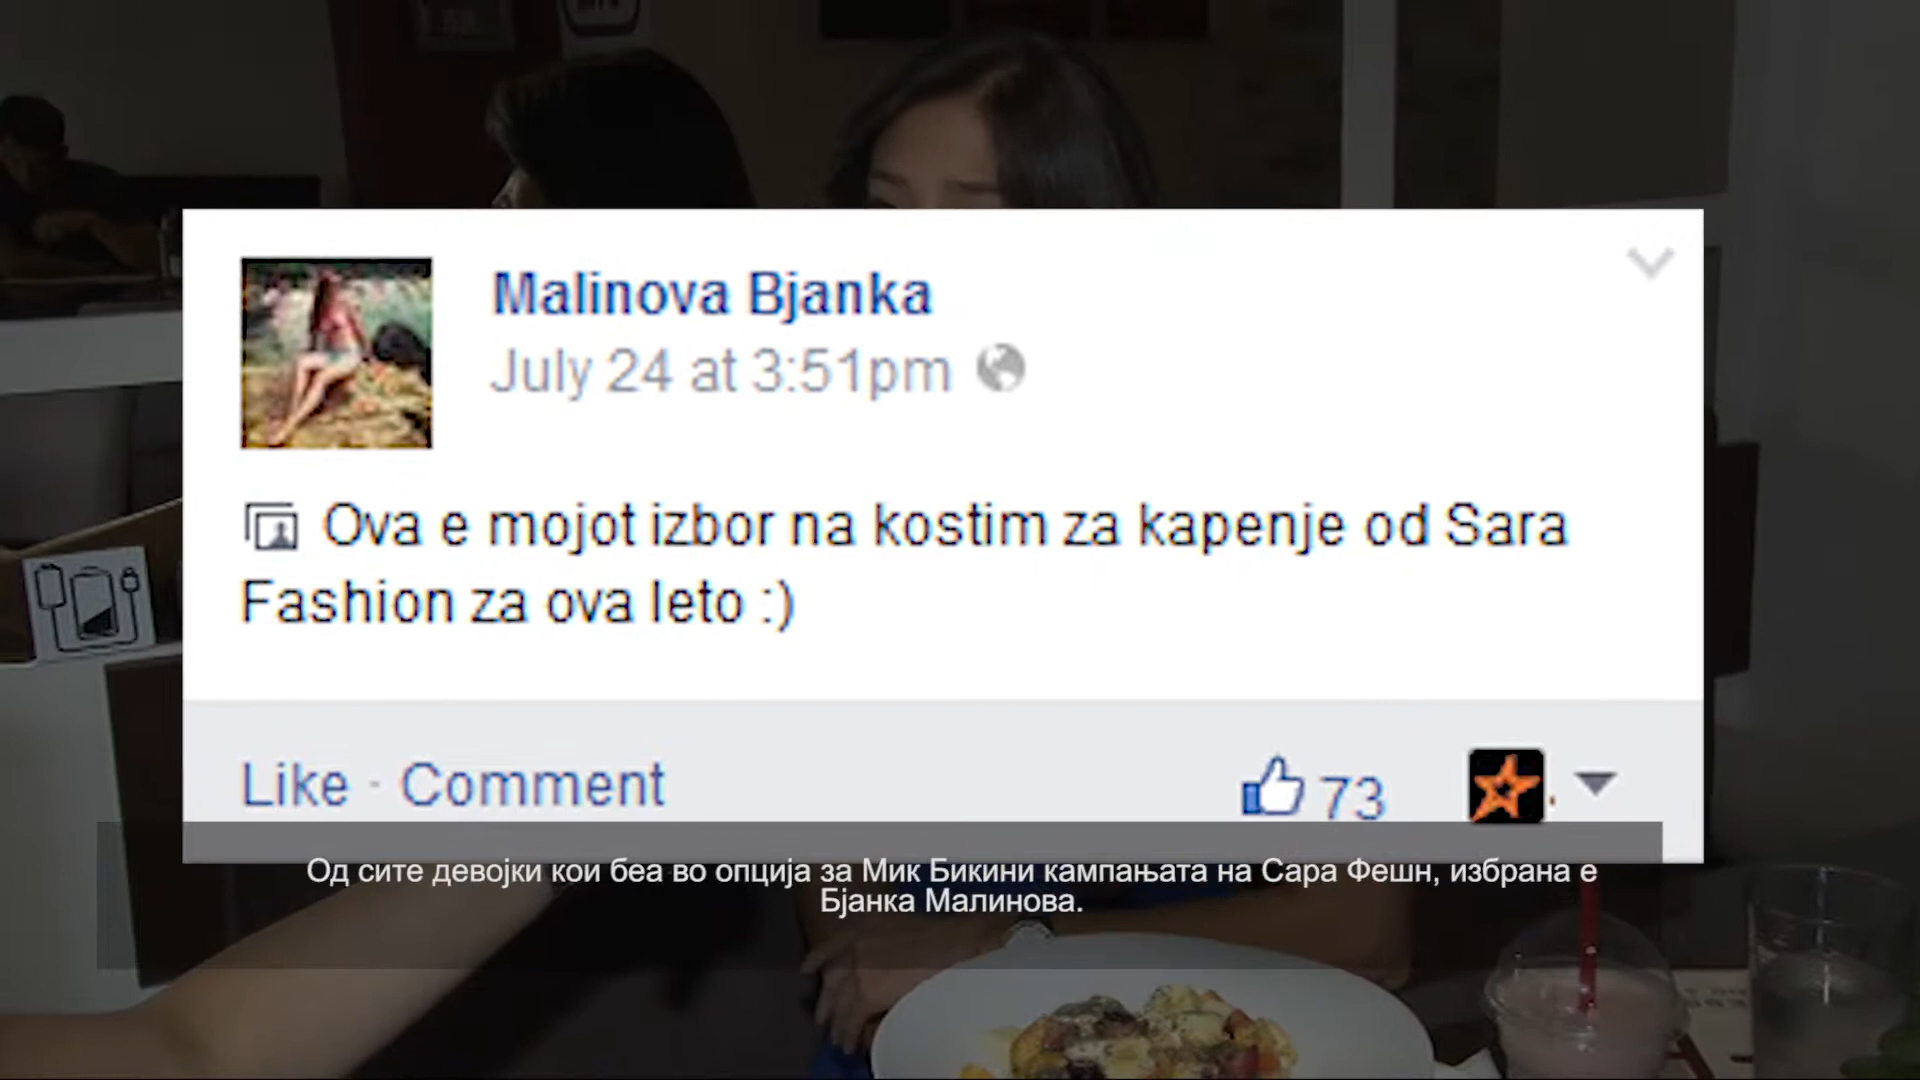 Malinova Bjanka
July 24 at 3:51pm
Ova e mojot izbor na kostim za kapenje od Sara
Fashion za ova leto :)
Like · Comment
73
Од сите девојки кои беа во опција за Мик Бикини кампањата на Сара Фешн, избрана е
Бјанка Малинова.